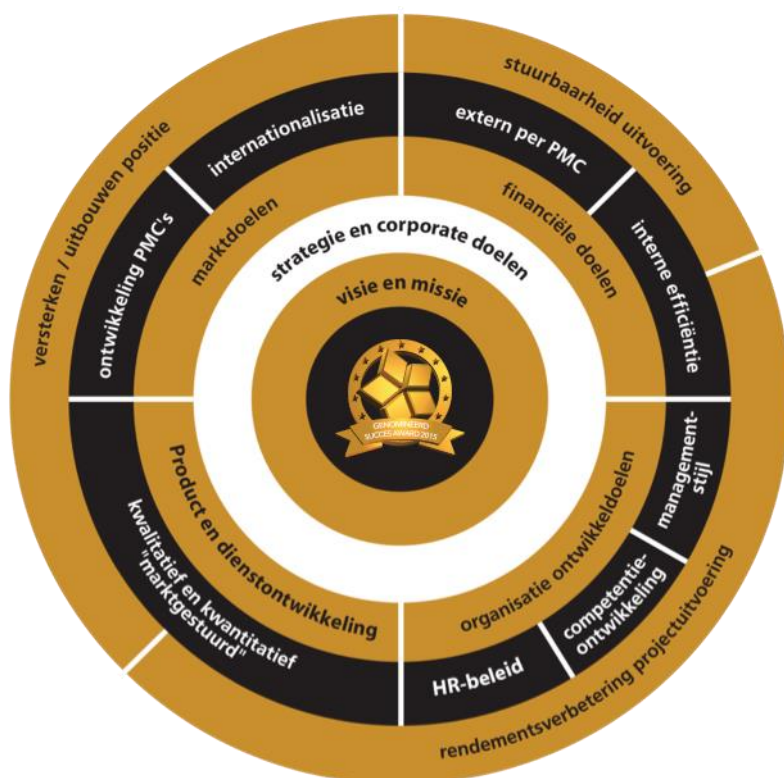 versterken / uitbouwen positie
stuurbaarheid uitvoering
internationalisatie
extern per PMC
ontwikkeling PMC's
interne efficiëntie
marktdoelen
financiële doelen
strategie en corporate doelen
visie en missie
GENOMINEERD
SUCCES AWARD 2015
Product en dienstontwikkeling
organisatie ontwikkeldoelen
kwalitatief en kwantitatief
"marktgestuurd"
management-
stijl
competentie-
ontwikkeling
HR-beleid
rendementsverbetering projectuitvoering